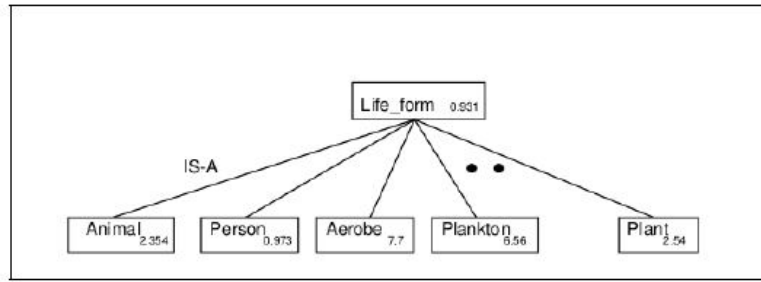 Life_form 0.931
IS-A
Animal 2.354
Person 0.973
Aerobe 7.7
Plankton 6.56
Plant 2.54